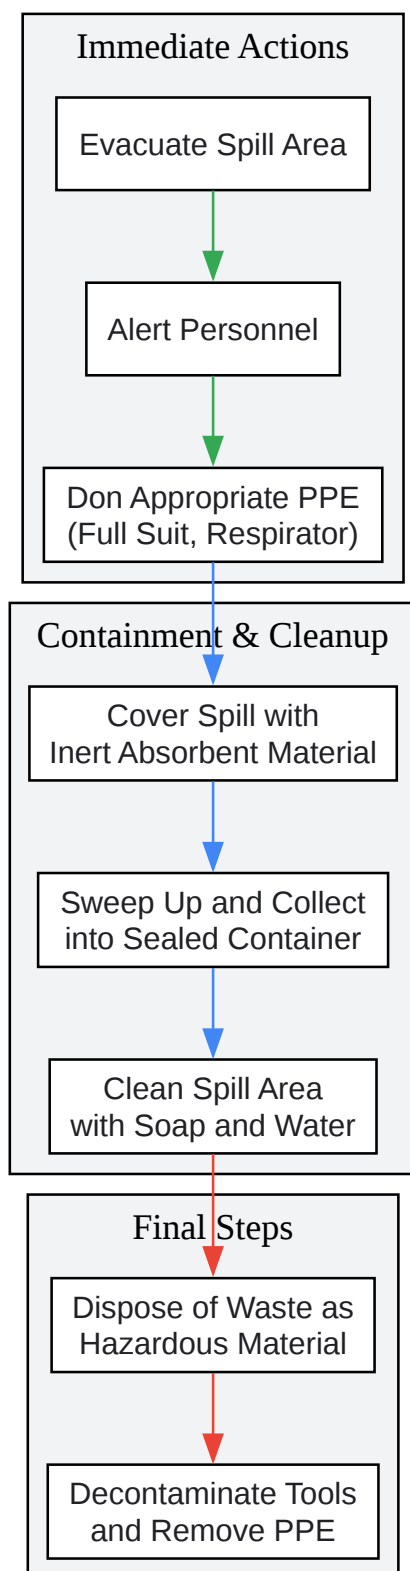 Immediate Actions
Evacuate Spill Area
Alert Personnel
Don Appropriate PPE
(Full Suit, Respirator)
Containment & Cleanup
Cover Spill with
Inert Absorbent Material
Sweep Up and Collect
into Sealed Container
Clean Spill Area
with Soap and Water
Final Steps
Dispose of Waste as
Hazardous Material
Decontaminate Tools
and Remove PPE